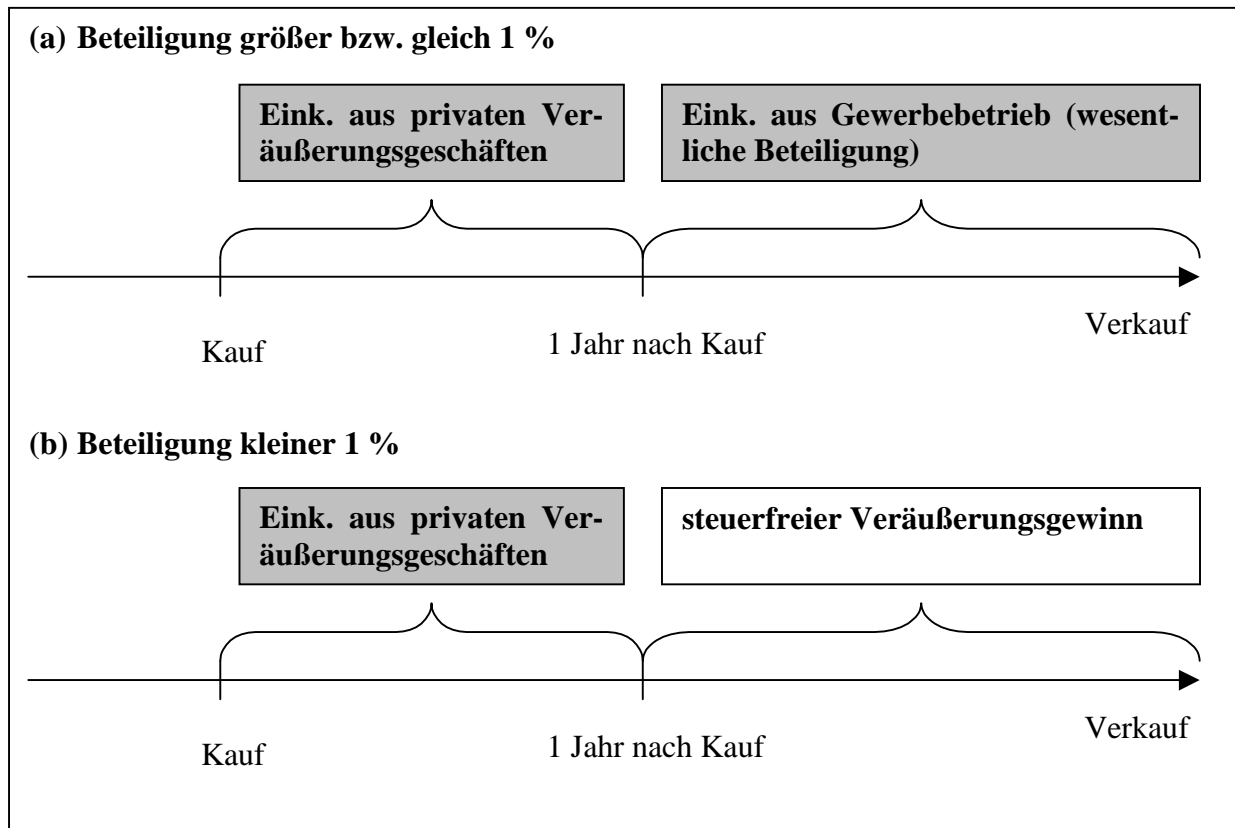 (a) Beteiligung größer bzw. gleich 1 %
Eink. aus privaten Ver-
äußerungsgeschäften
Eink. aus Gewerbebetrieb (wesent-
liche Beteiligung)
Kauf
1 Jahr nach Kauf
Verkauf
(b) Beteiligung kleiner 1 %
Eink. aus privaten Ver-
äußerungsgeschäften
steuerfreier Veräußerungsgewinn
Kauf
1 Jahr nach Kauf
Verkauf